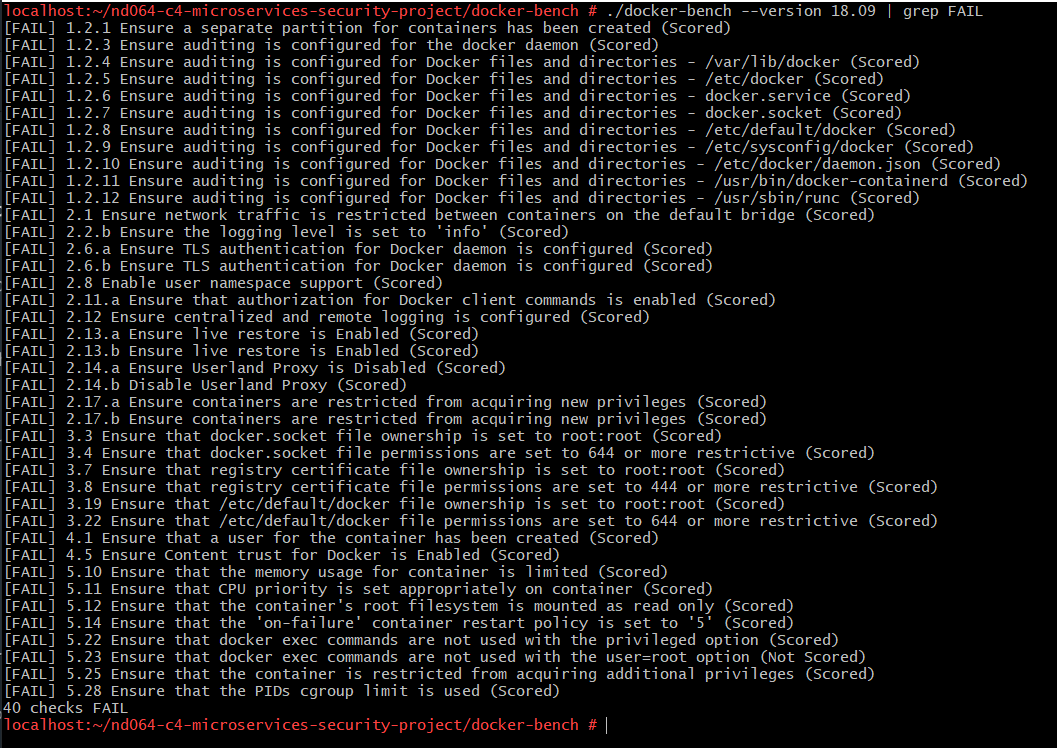 localhost:~/nd064-c4-microservices-security-project/docker-bench # ./docker-bench --version 18.09 | grep FAIL
[FAIL] 1.2.1 Ensure a separate partition for containers has been created (Scored)
[FAIL] 1.2.3 Ensure auditing is configured for the docker daemon (Scored)
[FAIL] 1.2.4 Ensure auditing is configured for Docker files and directories - /var/lib/docker (Scored)
[FAIL] 1.2.5 Ensure auditing is configured for Docker files and directories - /etc/docker (Scored)
[FAIL] 1.2.6 Ensure auditing is configured for Docker files and directories - docker.service (Scored)
[FAIL] 1.2.7 Ensure auditing is configured for Docker files and directories - docker.socket (Scored)
[FAIL] 1.2.8 Ensure auditing is configured for Docker files and directories - /etc/default/docker (Scored)
[FAIL] 1.2.9 Ensure auditing is configured for Docker files and directories - /etc/sysconfig/docker (Scored)
[FAIL] 1.2.10 Ensure auditing is configured for Docker files and directories - /etc/docker/daemon.json (Scored)
[FAIL] 1.2.11 Ensure auditing is configured for Docker files and directories - /usr/bin/docker-containerd (Scored)
[FAIL] 1.2.12 Ensure auditing is configured for Docker files and directories - /usr/sbin/runc (Scored)
[FAIL] 2.1 Ensure network traffic is restricted between containers on the default bridge (Scored)
[FAIL] 2.2.b Ensure the logging level is set to 'info' (Scored)
[FAIL] 2.6.a Ensure TLS authentication for Docker daemon is configured (Scored)
[FAIL] 2.6.b Ensure TLS authentication for Docker daemon is configured (Scored)
[FAIL] 2.8 Enable user namespace support (Scored)
[FAIL] 2.11.a Ensure that authorization for Docker client commands is enabled (Scored)
[FAIL] 2.12 Ensure centralized and remote logging is configured (Scored)
[FAIL] 2.13.a Ensure live restore is Enabled (Scored)
[FAIL] 2.13.b Ensure live restore is Enabled (Scored)
[FAIL] 2.14.a Ensure Userland Proxy is Disabled (Scored)
[FAIL] 2.14.b Disable Userland Proxy (Scored)
[FAIL] 2.17.a Ensure containers are restricted from acquiring new privileges (Scored)
[FAIL] 2.17.b Ensure containers are restricted from acquiring new privileges (Scored)
[FAIL] 3.3 Ensure that docker.socket file ownership is set to root:root (Scored)
[FAIL] 3.4 Ensure that docker.socket file permissions are set to 644 or more restrictive (Scored)
[FAIL] 3.7 Ensure that registry certificate file ownership is set to root:root (Scored)
[FAIL] 3.8 Ensure that registry certificate file permissions are set to 444 or more restrictive (Scored)
[FAIL] 3.19 Ensure that /etc/default/docker file ownership is set to root:root (Scored)
[FAIL] 3.22 Ensure that /etc/default/docker file permissions are set to 644 or more restrictive (Scored)
[FAIL] 4.1 Ensure that a user for the container has been created (Scored)
[FAIL] 4.5 Ensure Content trust for Docker is Enabled (Scored)
[FAIL] 5.10 Ensure that the memory usage for container is limited (Scored)
[FAIL] 5.11 Ensure that CPU priority is set appropriately on container (Scored)
[FAIL] 5.12 Ensure that the container's root filesystem is mounted as read only (Scored)
[FAIL] 5.14 Ensure that the 'on-failure' container restart policy is set to '5' (Scored)
[FAIL] 5.22 Ensure that docker exec commands are not used with the privileged option (Scored)
[FAIL] 5.23 Ensure that docker exec commands are not used with the user=root option (Not Scored)
[FAIL] 5.25 Ensure that the container is restricted from acquiring additional privileges (Scored)
[FAIL] 5.28 Ensure that the PIDs cgroup limit is used (Scored)
40 checks FAIL
localhost:~/nd064-c4-microservices-security-project/docker-bench #